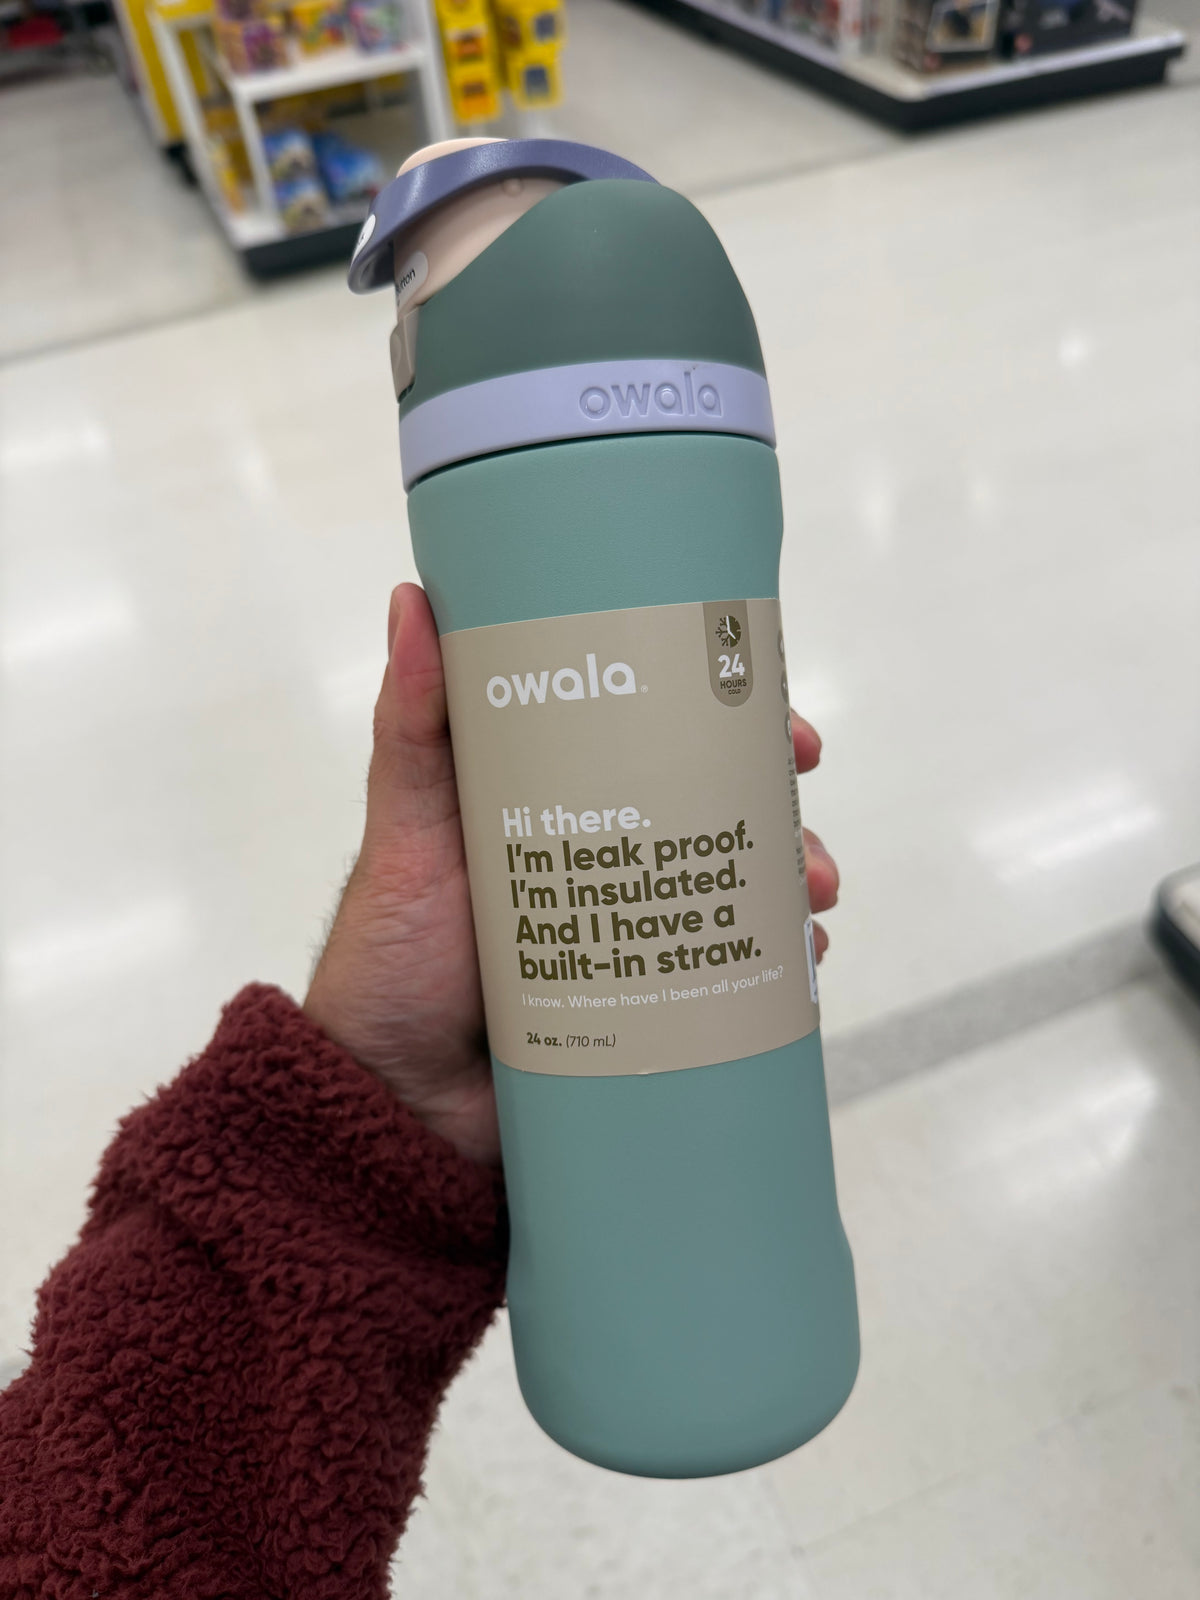 owala
owala®
24
HOURS
COLD
Hi there.
I'm leak proof.
I'm insulated.
And I have a
built-in straw.
I know. Where have I been all your life?
24 oz. (710 mL)